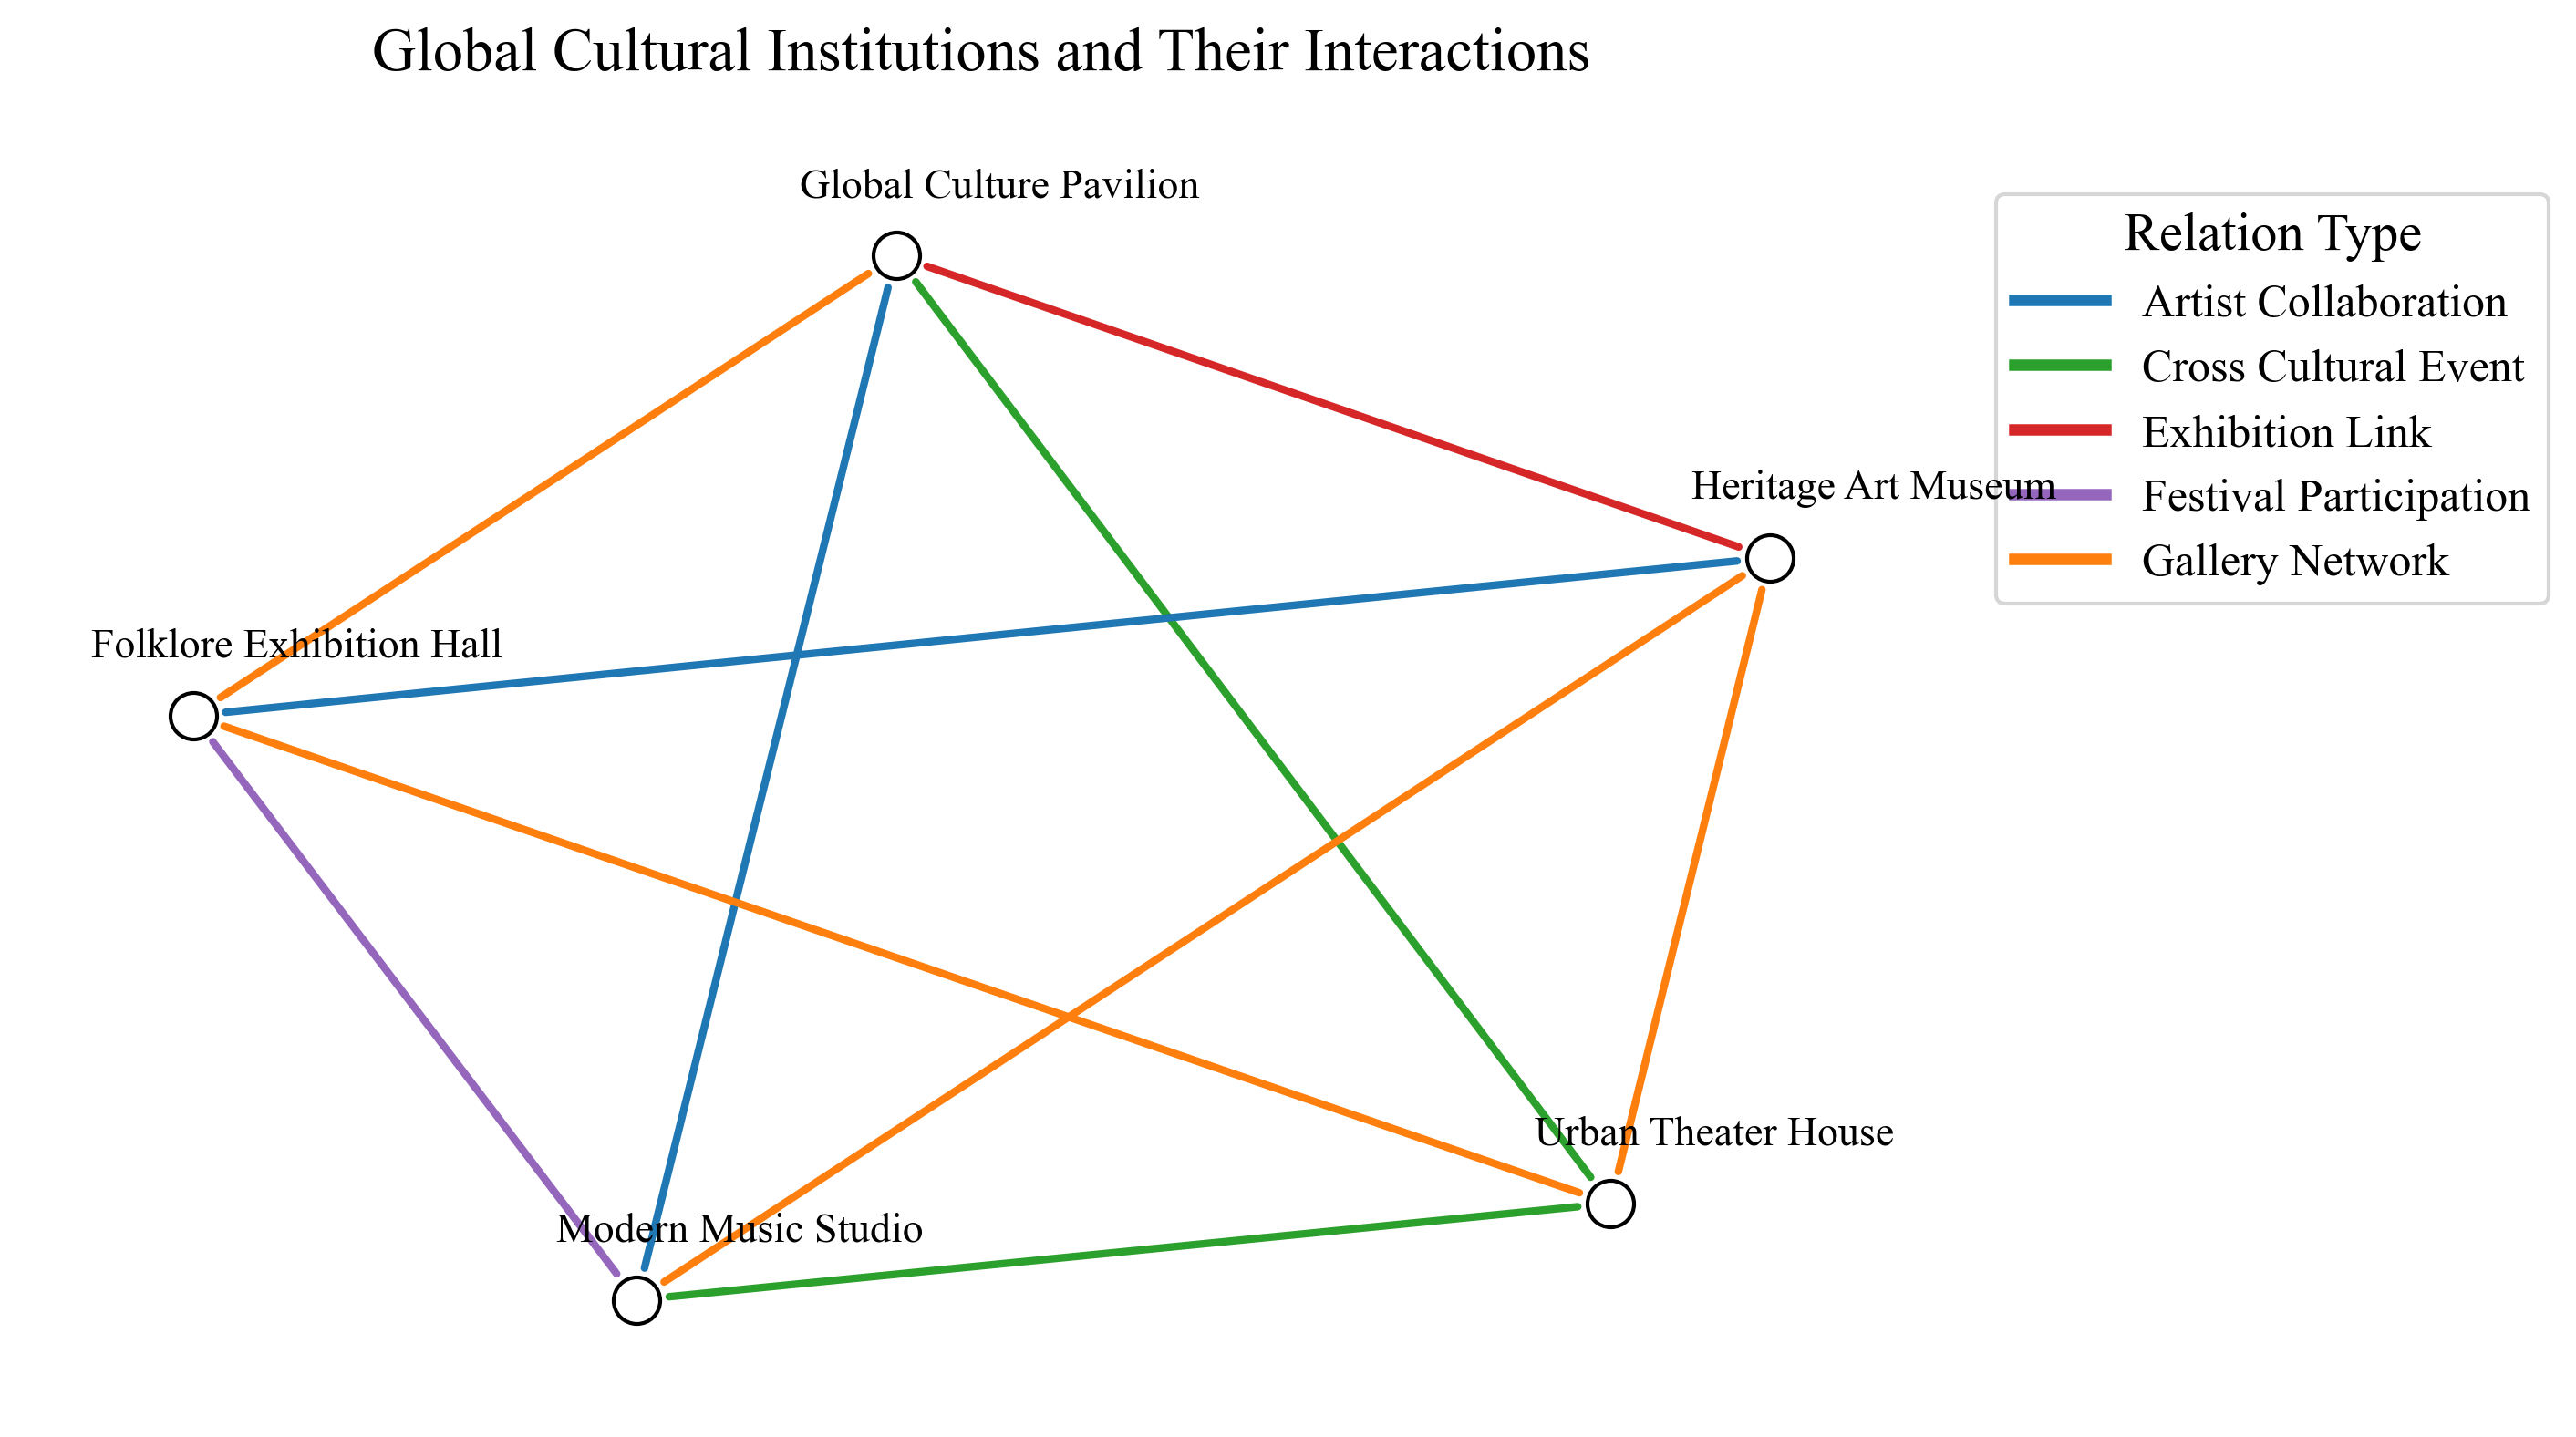 Global Cultural Institutions and Their Interactions
Global Culture Pavilion
Relation Type
Artist Collaboration
Cross Cultural Event
Exhibition Link
Festival Participation
Gallery Network
Heritage Art Museum
Folklore Exhibition Hall
Urban Theater House
Modern Music Studio